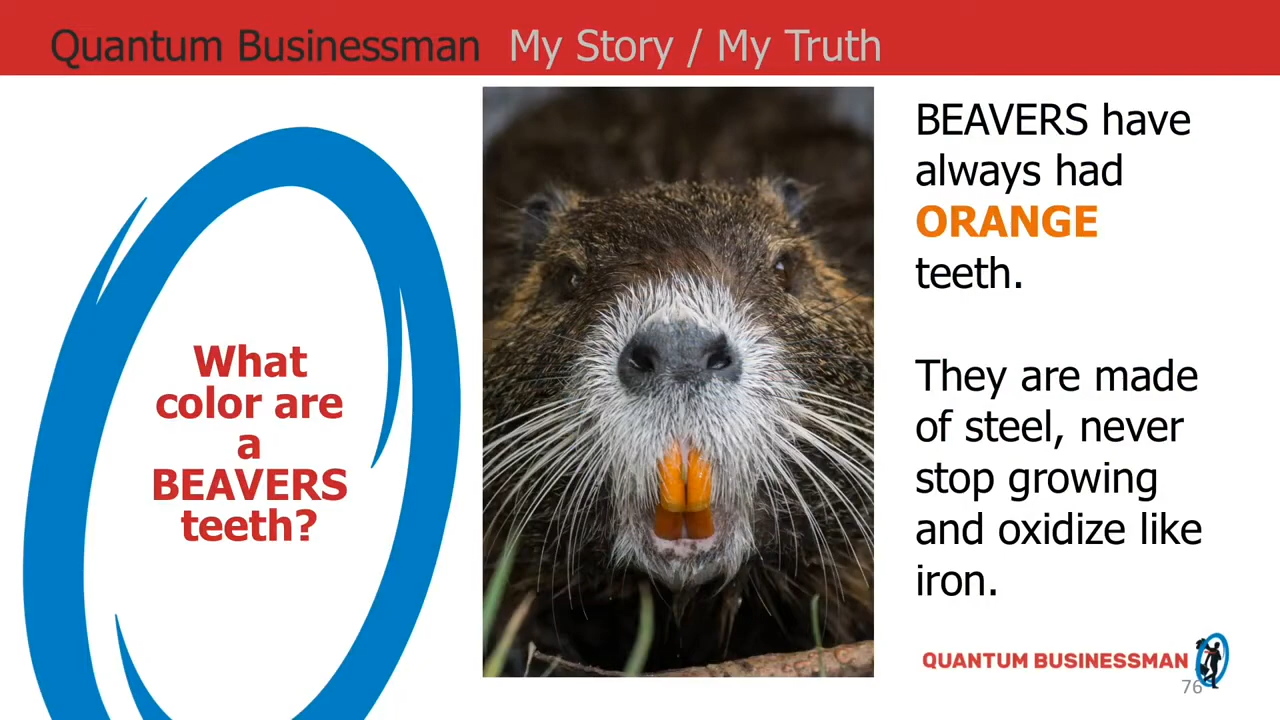 Quantum Businessman My Story / My Truth
What
color are
a
BEAVERS
teeth?
BEAVERS have
always had
ORANGE
teeth.
They are made
of steel, never
stop growing
and oxidize like
iron.
QUANTUM BUSINESSMAN
76